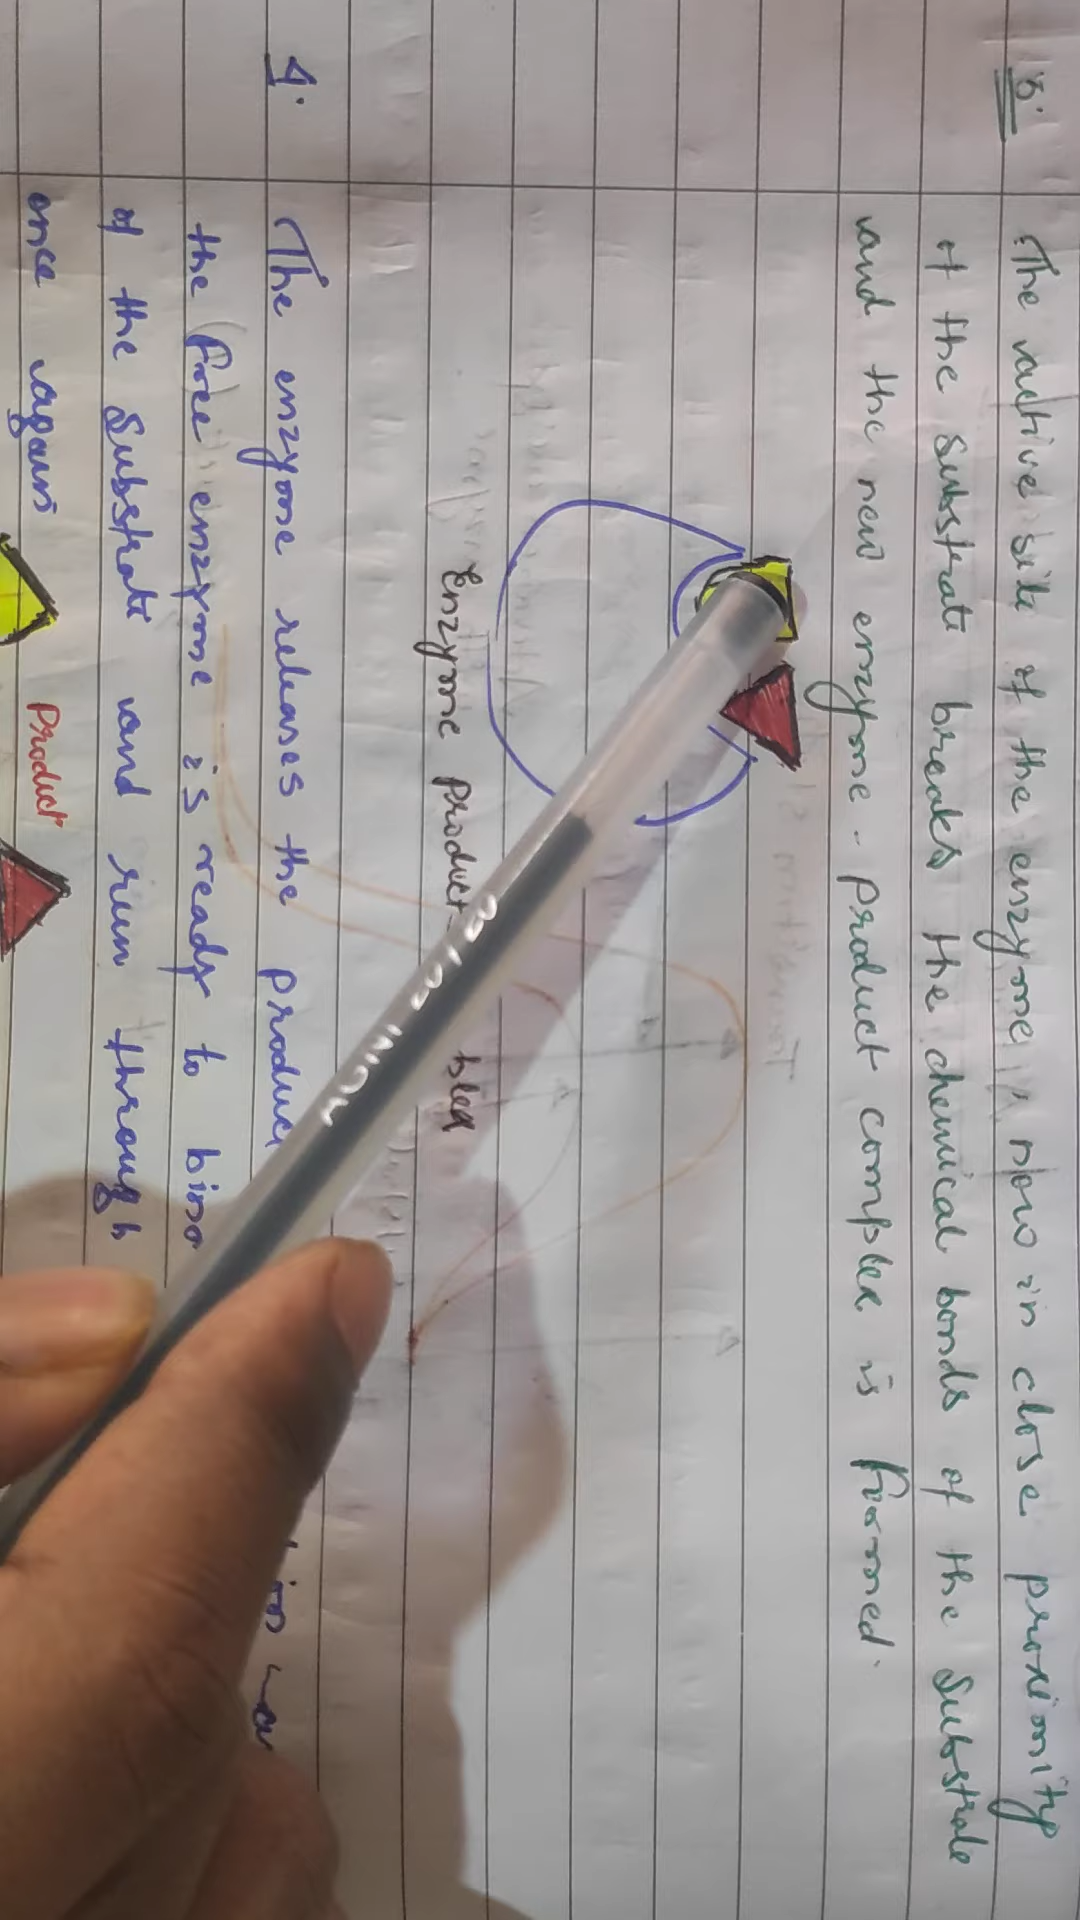 3. The active site of the enzyme is now in close proximity
of the substrate breaks the chemical bonds of the substrate
and the new enzyme-product complex is formed.
Enzyme product
4. The enzyme releases the
the free enzyme is ready to
of the substrate and run through
once again
Product